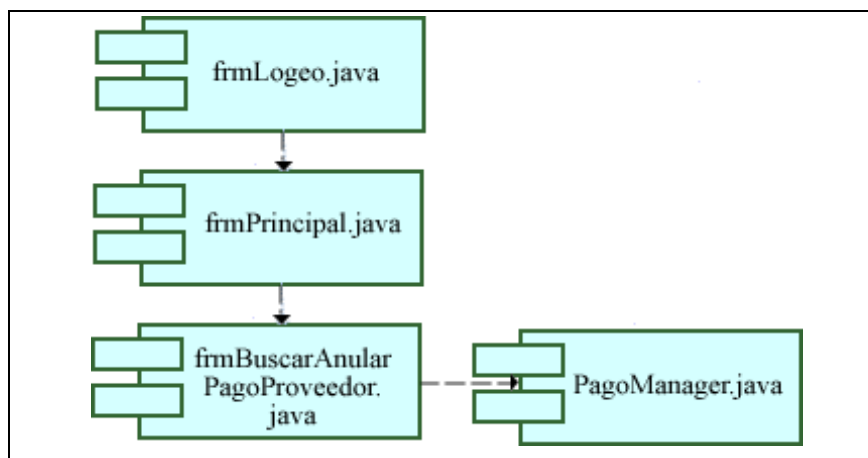 frmLogeo.java
frmPrincipal.java
frmBuscarAnular
PagoProveedor.
java
PagoManager.java